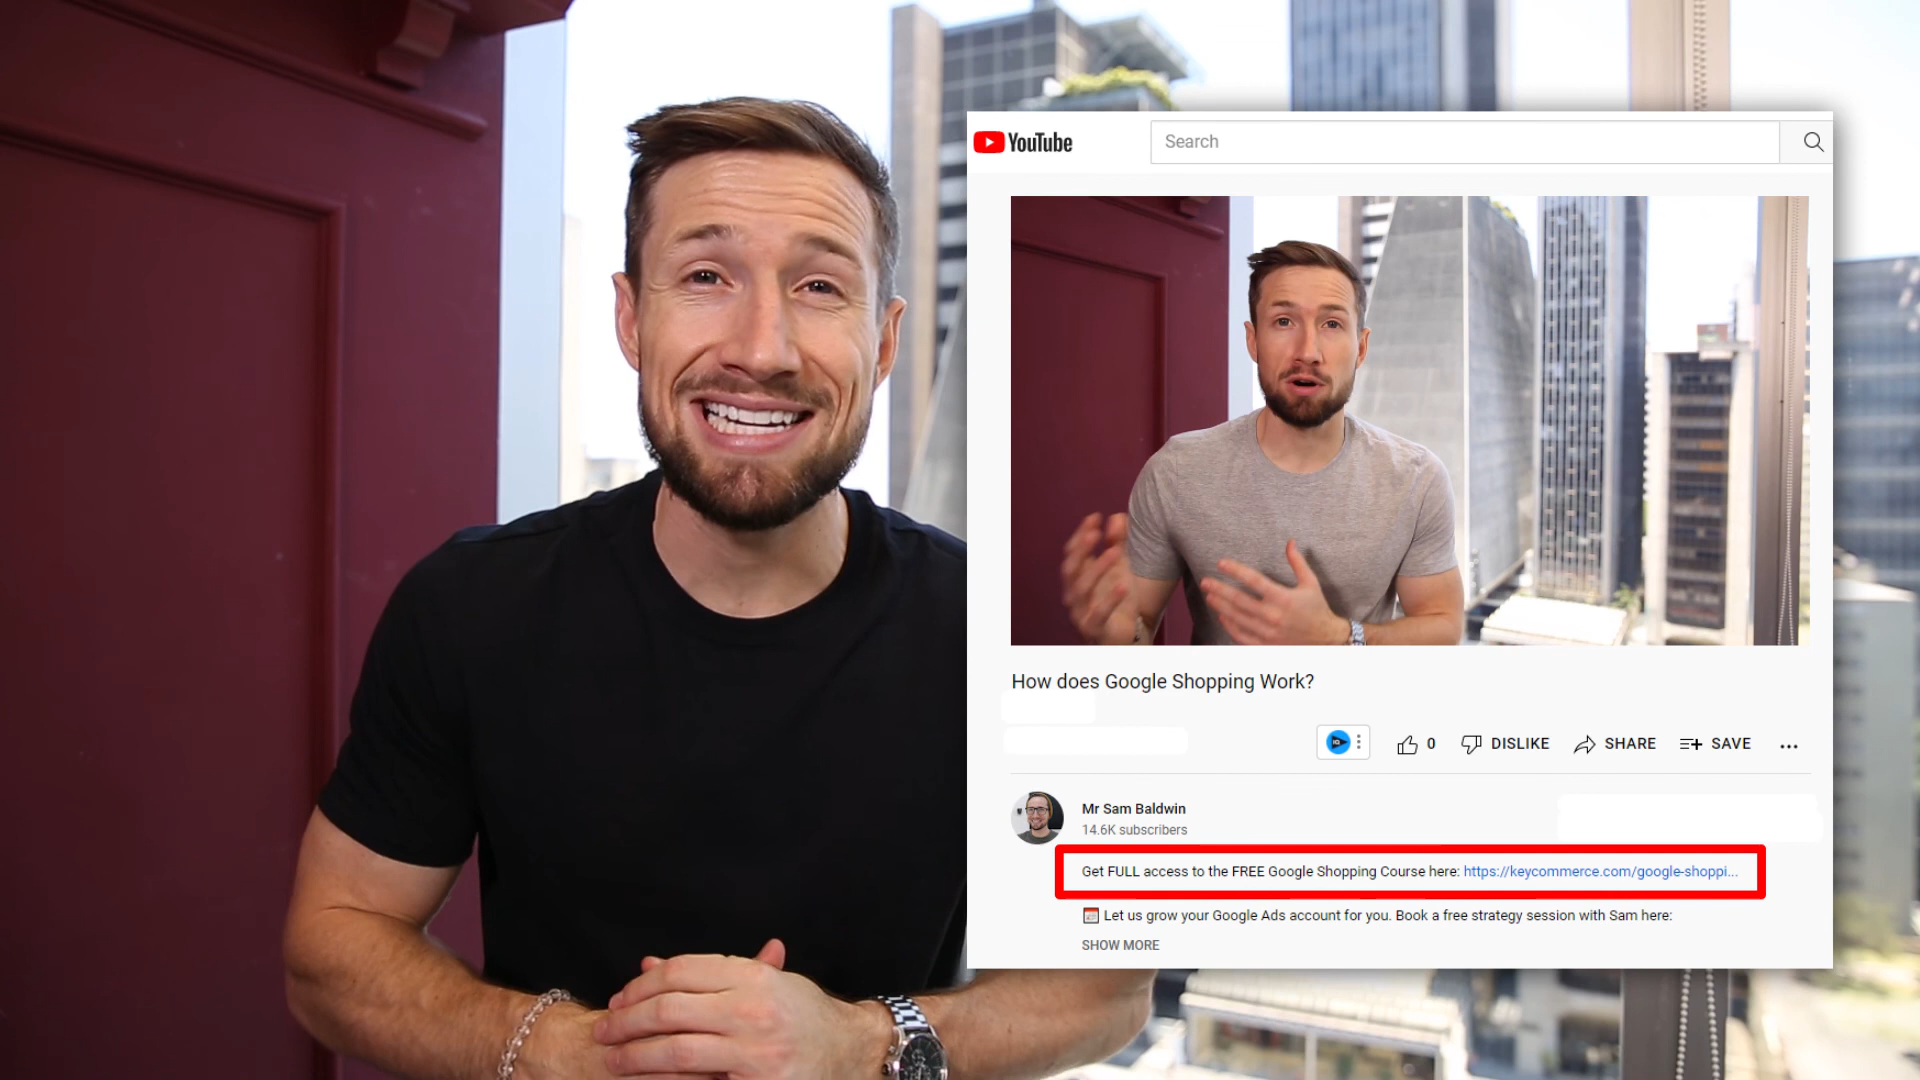 YouTube
Search
How does Google Shopping Work?
0 DISLIKE SHARE SAVE ...
Mr Sam Baldwin
14.6K subscribers
Get FULL access to the FREE Google Shopping Course here: https://keycommerce.com/google-shoppi...
Let us grow your Google Ads account for you. Book a free strategy session with Sam here:
SHOW MORE